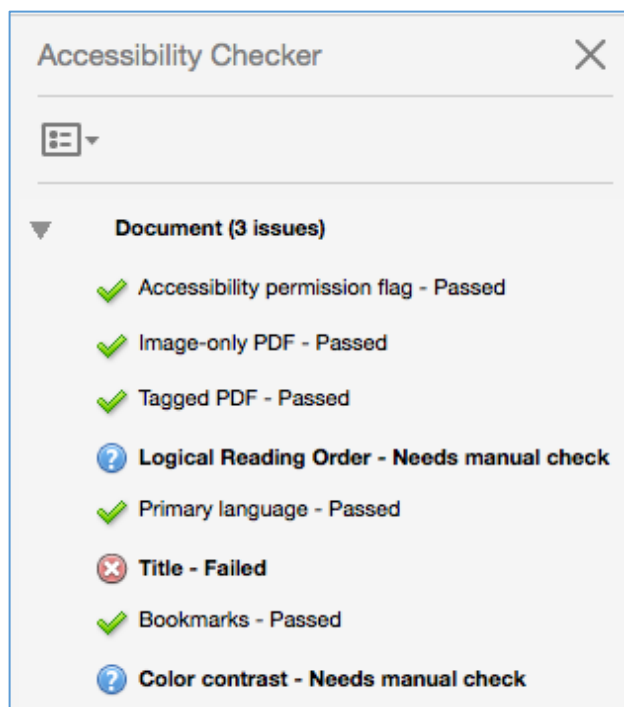 Accessibility Checker
Document (3 issues)
Accessibility permission flag - Passed
Image-only PDF - Passed
Tagged PDF - Passed
Logical Reading Order - Needs manual check
Primary language - Passed
Title - Failed
Bookmarks - Passed
Color contrast - Needs manual check